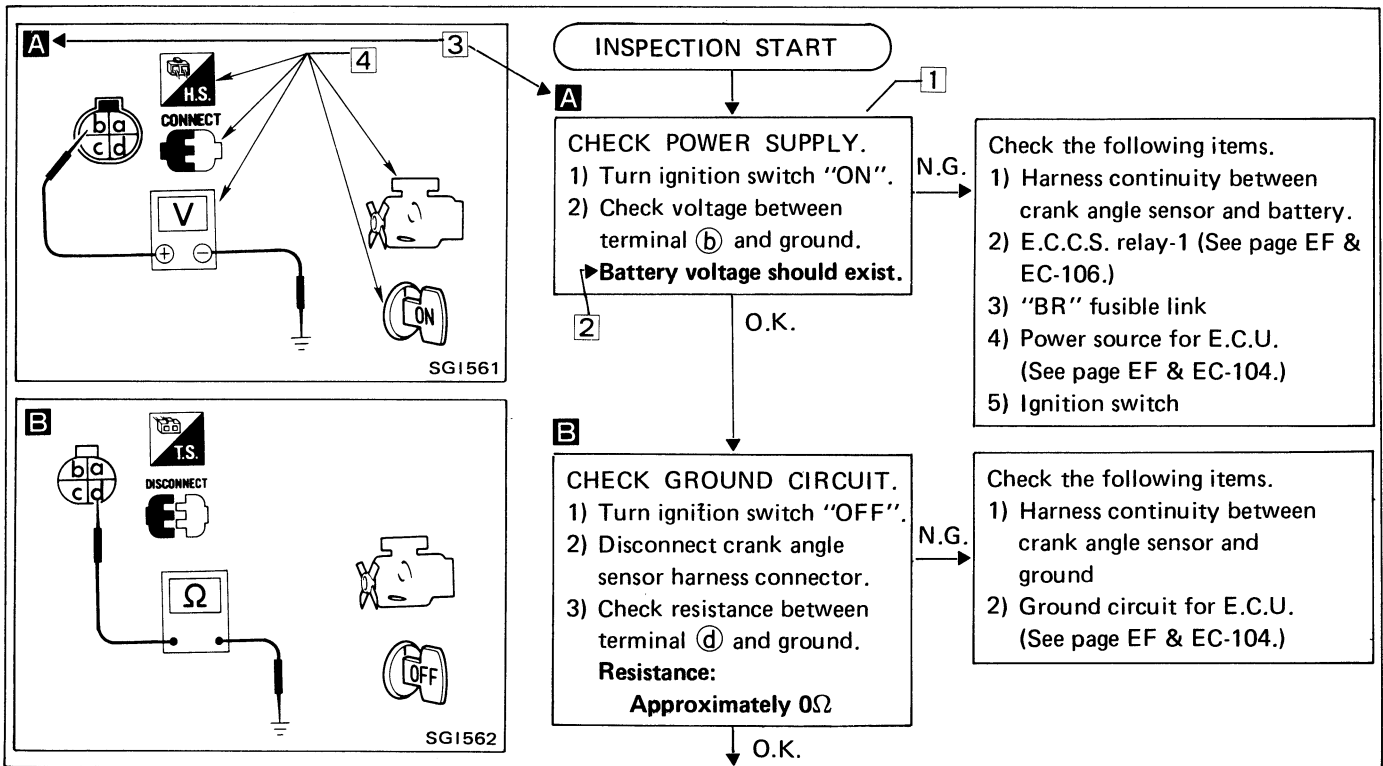 A
3
4
H.S.
CONNECT
b a
c d
V
⊕ ⊖
ON
SGI561
B
T.S.
DISCONNECT
b a
c d
Ω
OFF
SGI562
INSPECTION START
A
1
CHECK POWER SUPPLY.
1) Turn ignition switch "ON".
2) Check voltage between
terminal ⓑ and ground.
Battery voltage should exist.
2
N.G.
O.K.
Check the following items.
1) Harness continuity between
crank angle sensor and battery.
2) E.C.C.S. relay-1 (See page EF &
EC-106.)
3) "BR" fusible link
4) Power source for E.C.U.
(See page EF & EC-104.)
5) Ignition switch
B
CHECK GROUND CIRCUIT.
1) Turn ignition switch "OFF".
2) Disconnect crank angle
sensor harness connector.
3) Check resistance between
terminal ⓓ and ground.
Resistance:
Approximately 0Ω
N.G.
O.K.
Check the following items.
1) Harness continuity between
crank angle sensor and
ground
2) Ground circuit for E.C.U.
(See page EF & EC-104.)